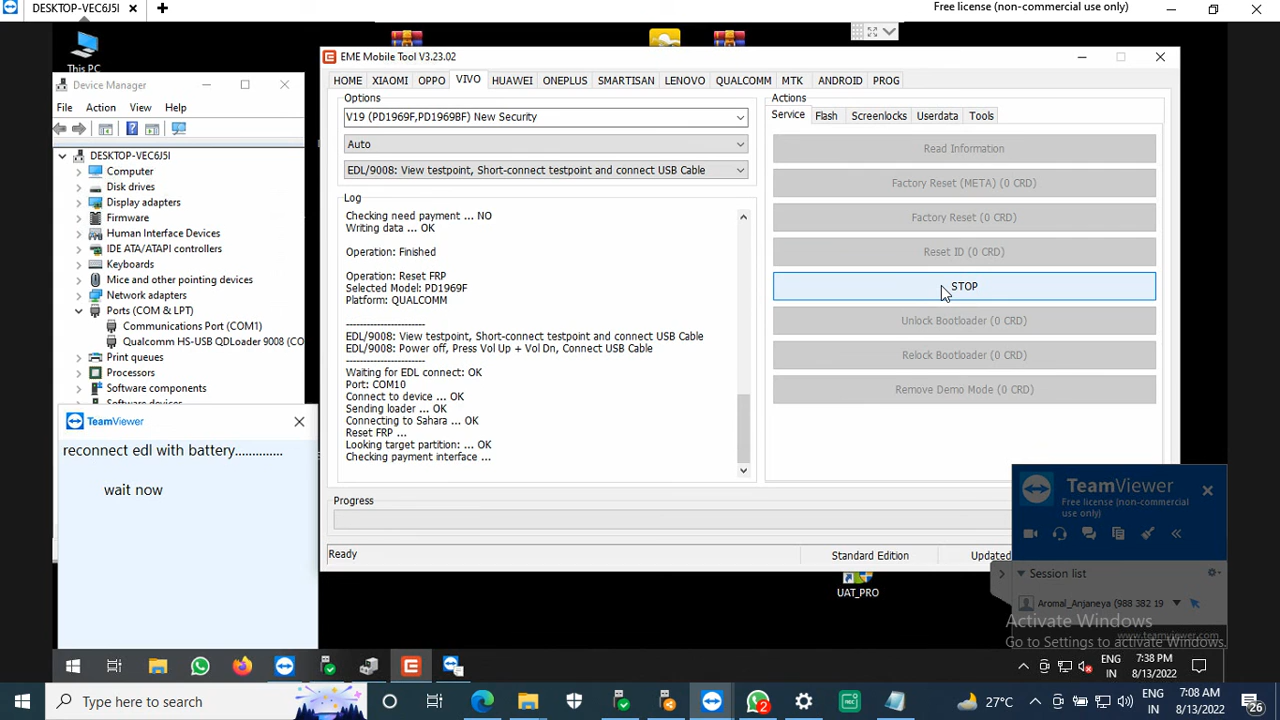 DESKTOP-VEC6J5I
Free license (non-commercial use only)
This PC
Device Manager
File Action View Help
DESKTOP-VEC6J5I
Computer
Disk drives
Display adapters
Firmware
Human Interface Devices
IDE ATA/ATAPI controllers
Keyboards
Mice and other pointing devices
Network adapters
Ports (COM & LPT)
Communications Port (COM1)
Qualcomm HS-USB QDLoader 9008 (CO
Print queues
Processors
Software components
Software devices
TeamViewer
reconnect edl with battery.............
wait now
EME Mobile Tool V3.23.02
HOME XIAOMI OPPO VIVO HUAWEI ONEPLUS SMARTISAN LENOVO QUALCOMM MTK ANDROID PROG
Options
V19 (PD1969F,PD1969BF) New Security
Auto
EDL/9008: View testpoint, Short-connect testpoint and connect USB Cable
Log
Checking need payment ... NO
Writing data ... OK
Operation: Finished
Operation: Reset FRP
Selected Model: PD1969F
Platform: QUALCOMM
-----------------------
EDL/9008: View testpoint, Short-connect testpoint and connect USB Cable
EDL/9008: Power off, Press Vol Up + Vol Dn, Connect USB Cable
-----------------------
Waiting for EDL connect: OK
Port: COM10
Connect to device ... OK
Sending loader ... OK
Connecting to Sahara ... OK
Reset FRP ...
Looking target partition: ... OK
Checking payment interface ...
Progress
Ready
Standard Edition
Updated
Actions
Service Flash Screenlocks Userdata Tools
Read Information
Factory Reset (META) (0 CRD)
Factory Reset (0 CRD)
Reset ID (0 CRD)
STOP
Unlock Bootloader (0 CRD)
Relock Bootloader (0 CRD)
Remove Demo Mode (0 CRD)
TeamViewer
Free license (non-commercial
use only)
Session list
Aromal_Anjaneya (988 382 19
www.teamviewer.com
Activate Windows
Go to Settings to activate Windows.
UAT_PRO
ENG
IN
7:38 PM
8/13/2022
Type here to search
2
27°C
ENG
IN
7:08 AM
8/13/2022
26